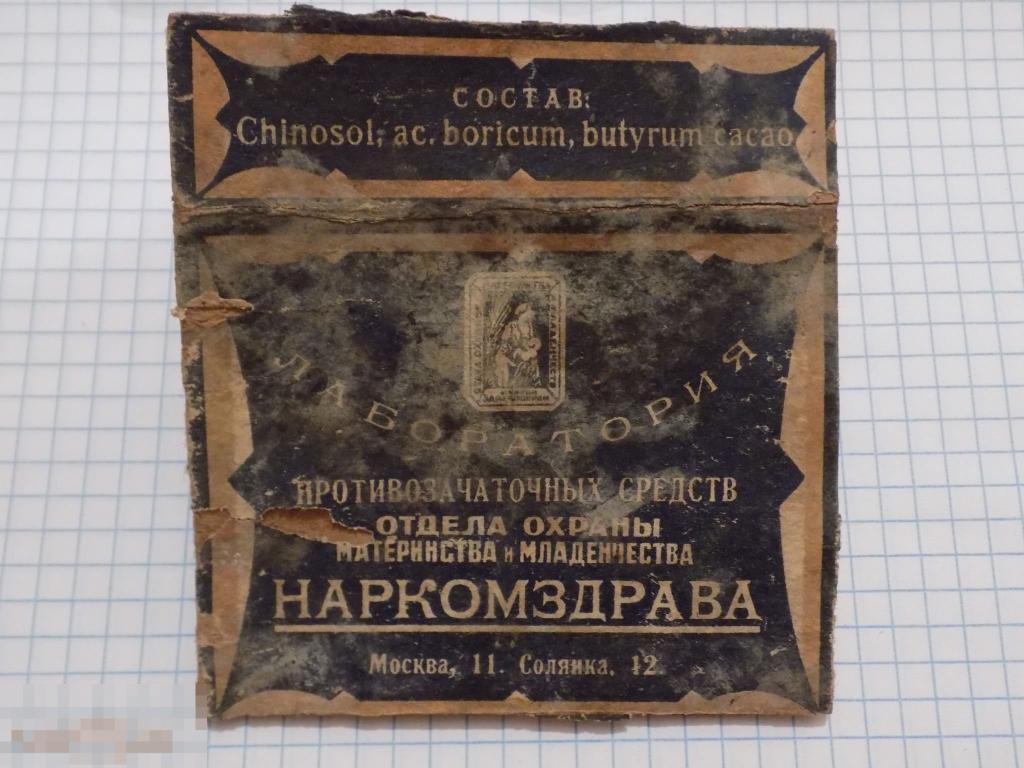 СОСТАВ:
Chinosol, ac. boricum, butyrum cacao
ЛАБОРАТОРИЯ
ПРОТИВОЗАЧАТОЧНЫХ СРЕДСТВ
ОТДЕЛА ОХРАНЫ
МАТЕРИНСТВА и МЛАДЕНЧЕСТВА
НАРКОМЗДРАВА
Москва, 11. Солянка, 12.